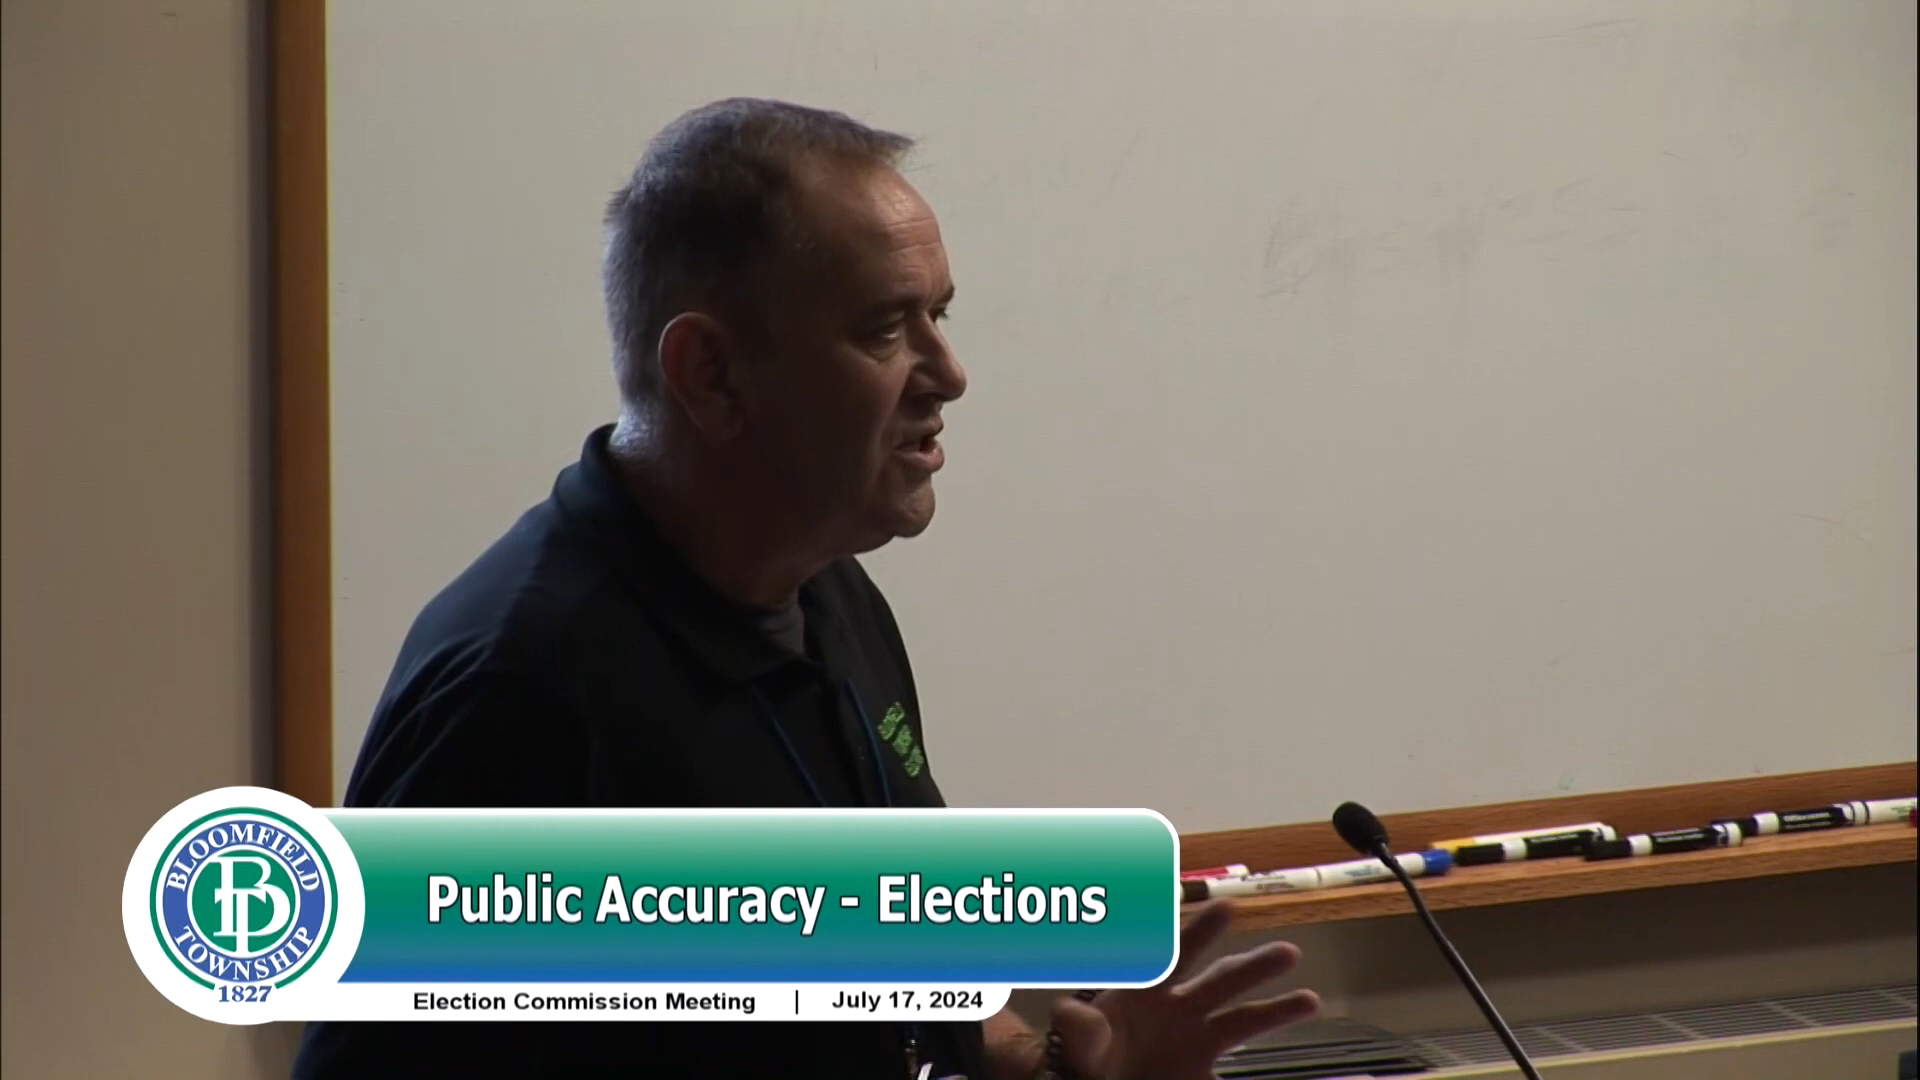 BLOOMFIELD
TOWNSHIP
1827
Public Accuracy - Elections
Election Commission Meeting | July 17, 2024